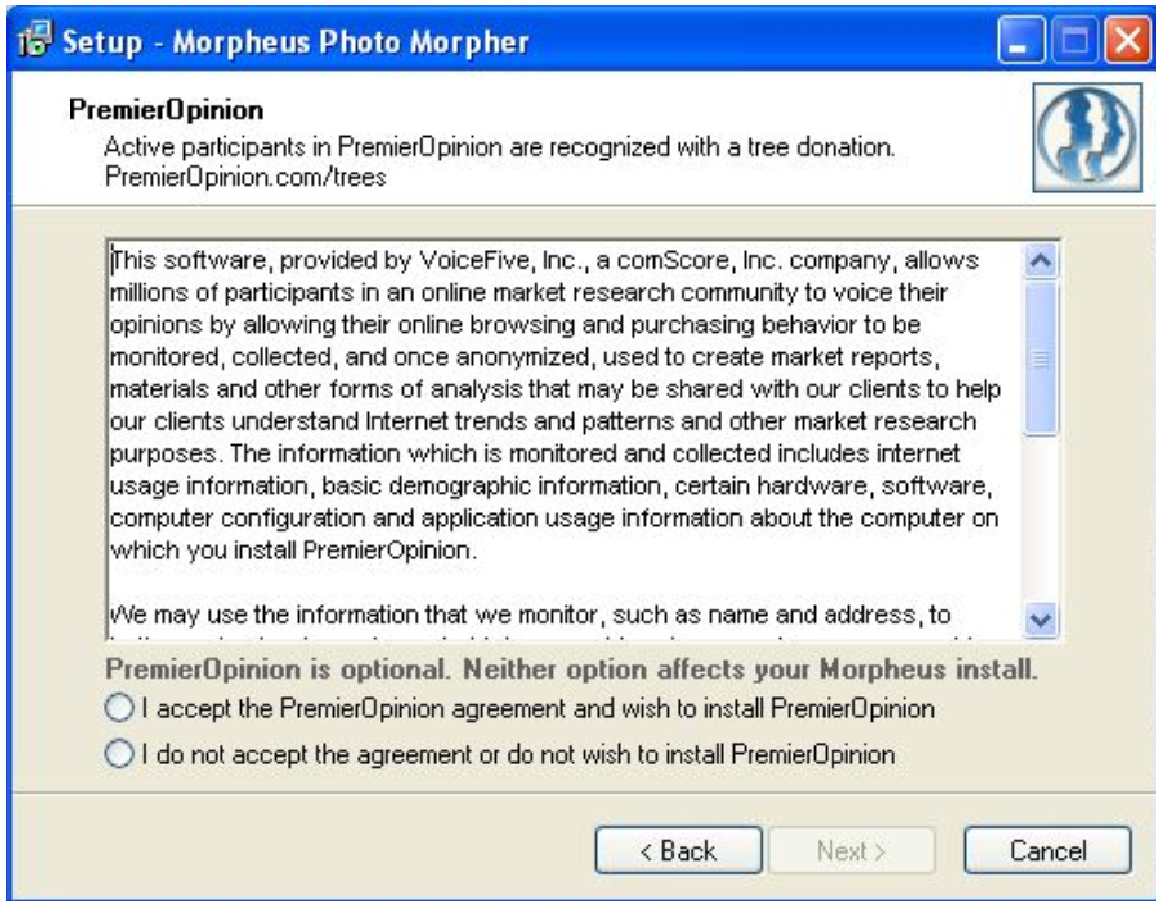 Setup - Morpheus Photo Morpher
PremierOpinion
Active participants in PremierOpinion are recognized with a tree donation.
PremierOpinion.com/trees
This software, provided by VoiceFive, Inc., a comScore, Inc. company, allows
millions of participants in an online market research community to voice their
opinions by allowing their online browsing and purchasing behavior to be
monitored, collected, and once anonymized, used to create market reports,
materials and other forms of analysis that may be shared with our clients to help
our clients understand Internet trends and patterns and other market research
purposes. The information which is monitored and collected includes internet
usage information, basic demographic information, certain hardware, software,
computer configuration and application usage information about the computer on
which you install PremierOpinion.
We may use the information that we monitor, such as name and address, to
PremierOpinion is optional. Neither option affects your Morpheus install.
I accept the PremierOpinion agreement and wish to install PremierOpinion
I do not accept the agreement or do not wish to install PremierOpinion
< Back
Next >
Cancel